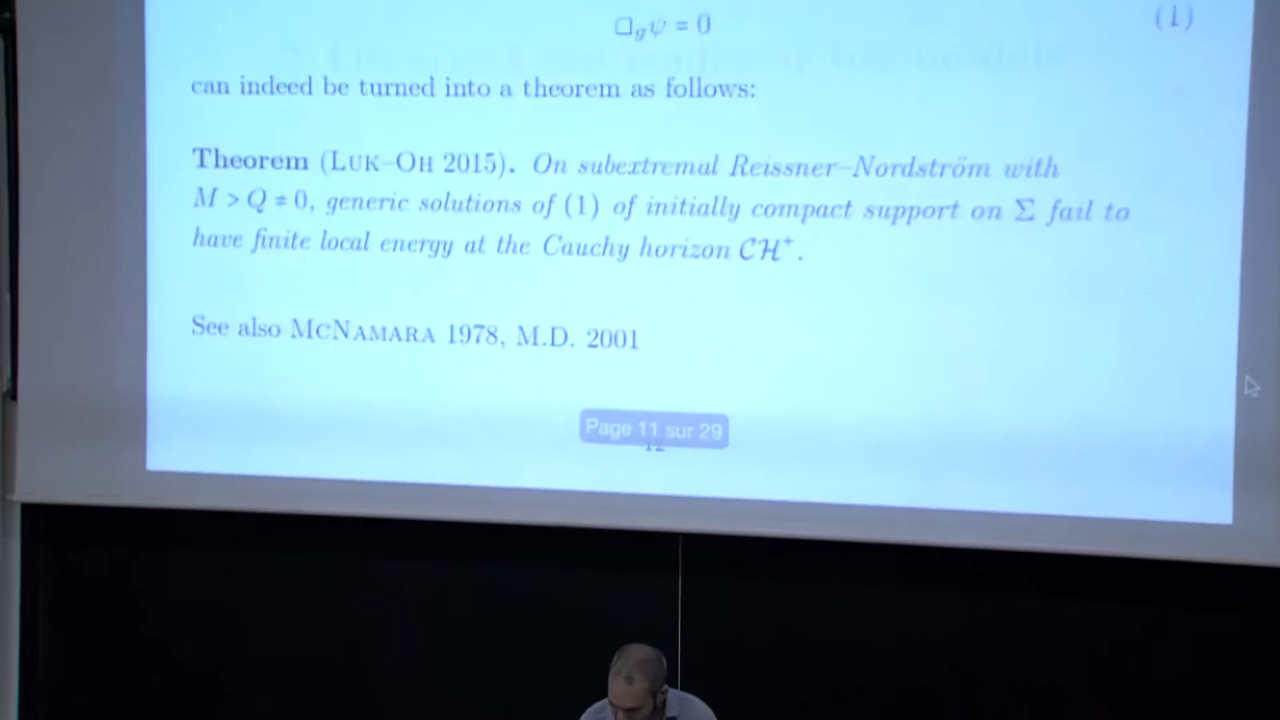 □_g ψ = 0
(1)
can indeed be turned into a theorem as follows:
Theorem (LUK–OH 2015). On subextremal Reissner–Nordström with
M > Q ≠ 0, generic solutions of (1) of initially compact support on Σ fail to
have finite local energy at the Cauchy horizon CH⁺.
See also MCNAMARA 1978, M.D. 2001
Page 11 sur 29
12